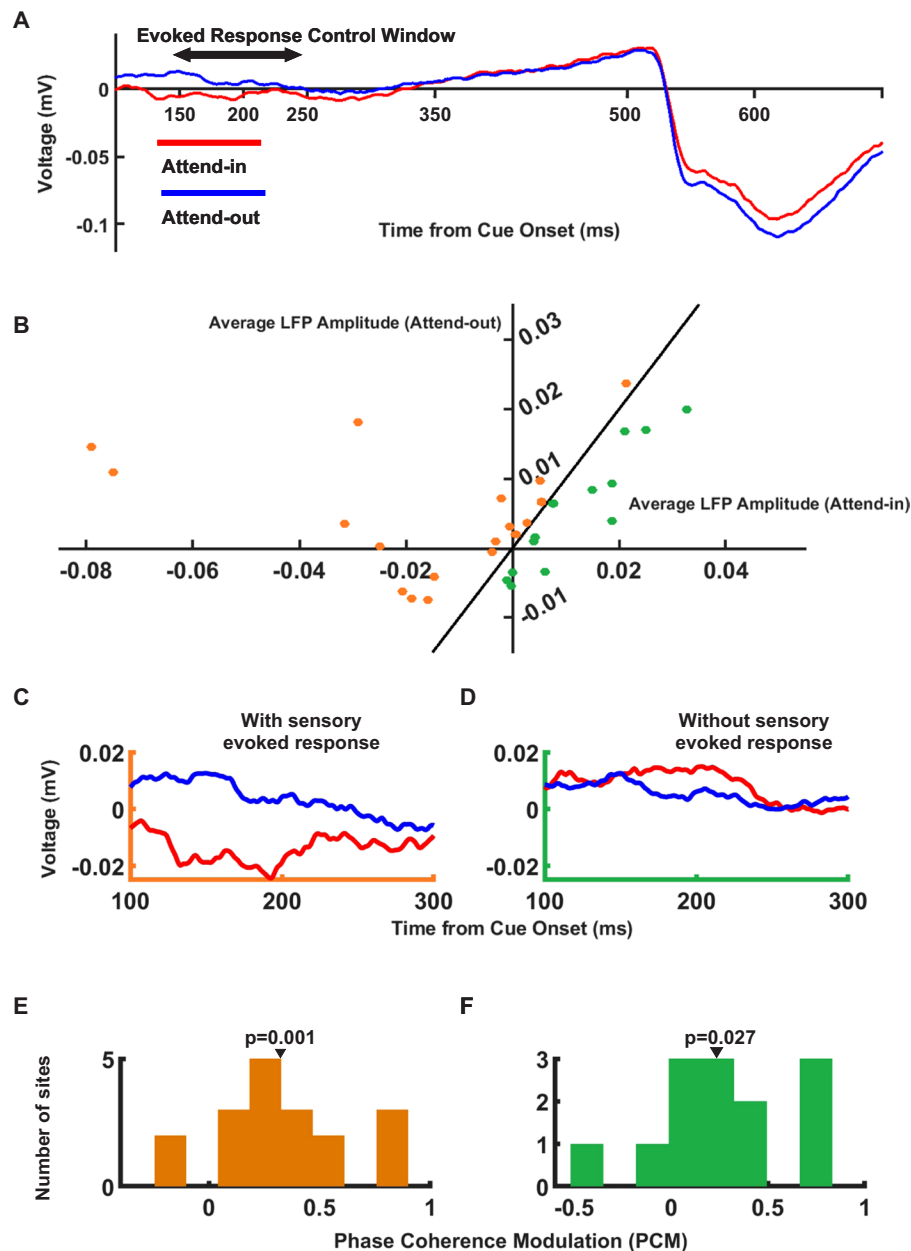 A
Evoked Response Control Window
Voltage (mV)
0
-0.05
-0.1
150
200
250
350
500
600
Attend-in
Attend-out
Time from Cue Onset (ms)
B
Average LFP Amplitude (Attend-out)
0.03
0.02
0.01
-0.01
Average LFP Amplitude (Attend-in)
-0.08
-0.06
-0.04
-0.02
0.02
0.04
C
With sensory
evoked response
Voltage (mV)
0.02
0
-0.02
100
200
300
D
Without sensory
evoked response
0.02
0
-0.02
100
200
300
Time from Cue Onset (ms)
E
p=0.001
Number of sites
5
0
0
0.5
1
F
p=0.027
3
2
1
0
-0.5
0
0.5
1
Phase Coherence Modulation (PCM)